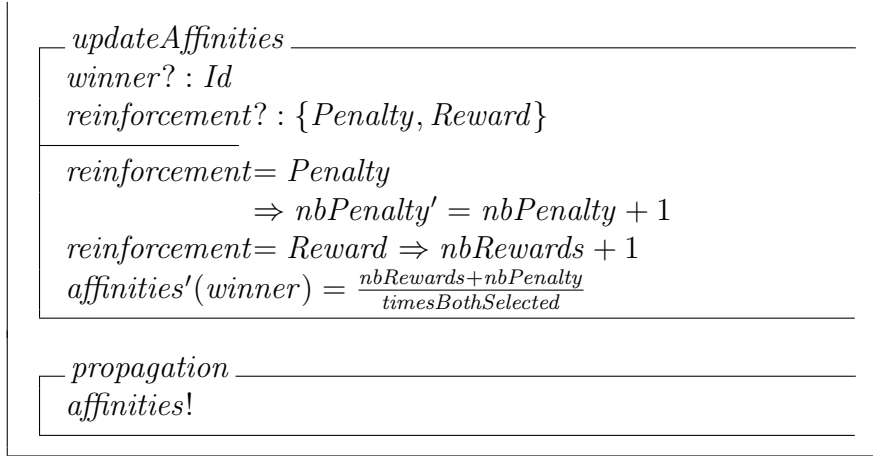 updateAffinities
winner? : Id
reinforcement? : {Penalty, Reward}
reinforcement= Penalty
⇒ nbPenalty′ = nbPenalty + 1
reinforcement= Reward ⇒ nbRewards + 1
affinities′(winner) = nbRewards+nbPenalty
timesBothSelected
propagation
affinities!